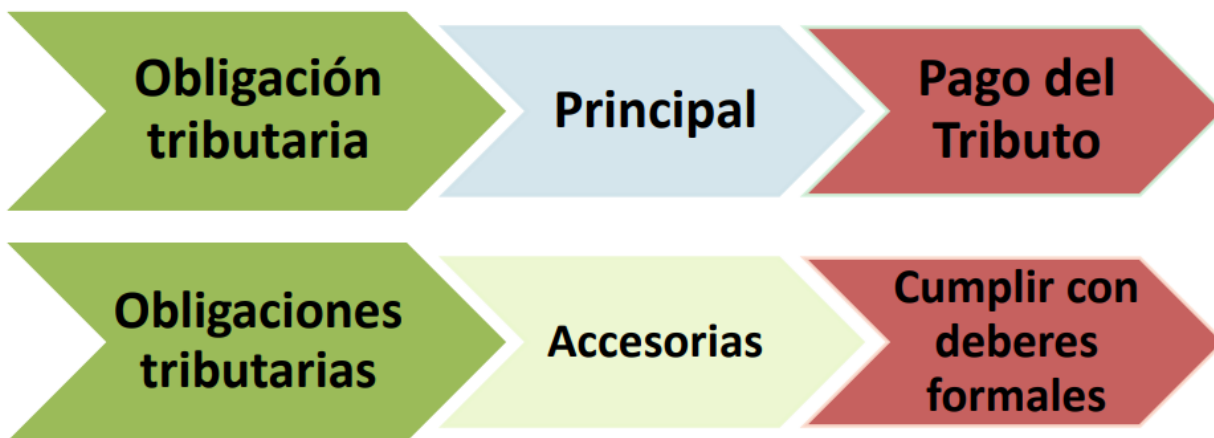 Obligación
tributaria
Principal
Pago del
Tributo
Obligaciones
tributarias
Accesorias
Cumplir con
deberes
formales